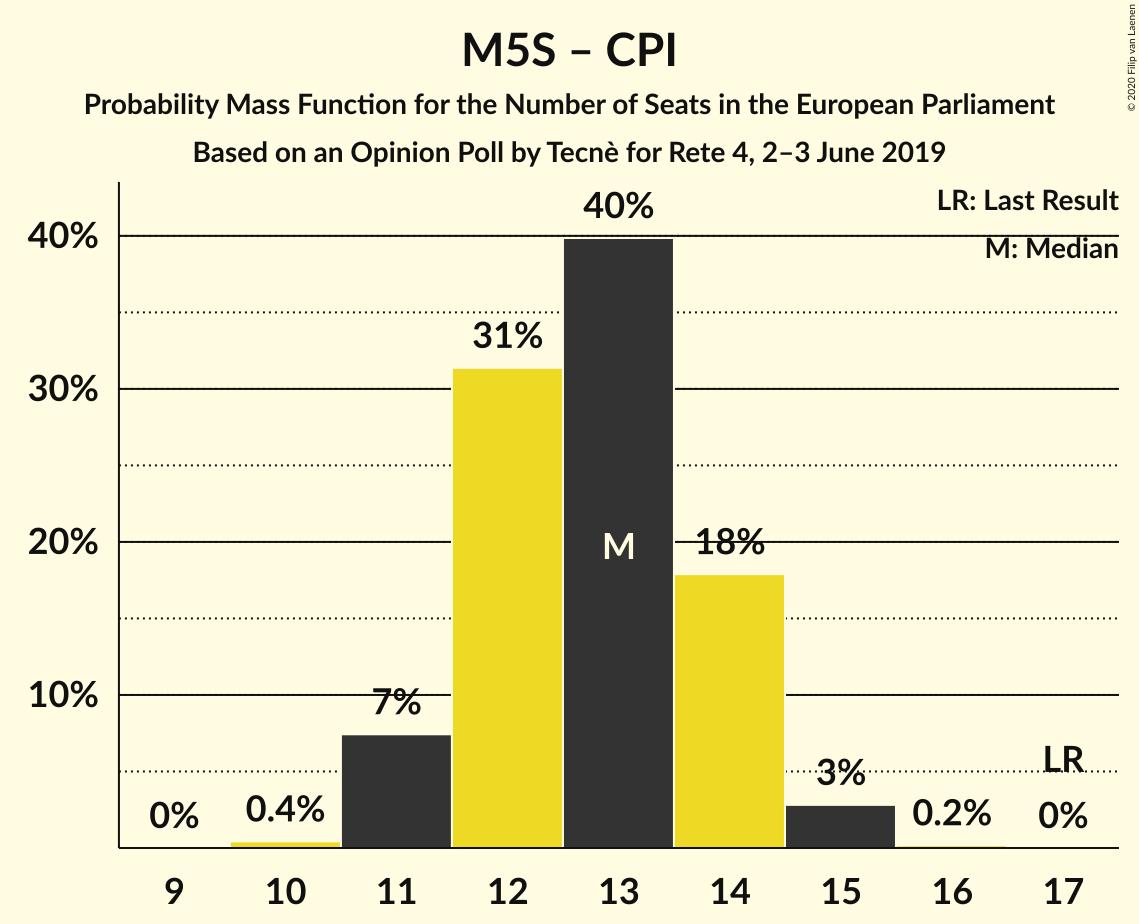 M5S – CPI
Probability Mass Function for the Number of Seats in the European Parliament
Based on an Opinion Poll by Tecnè for Rete 4, 2–3 June 2019
© 2020 Filip van Laenen
LR: Last Result
M: Median
40%
30%
20%
10%
0%
0.4%
7%
31%
40%
M
18%
3%
0.2%
LR
0%
9 10 11 12 13 14 15 16 17